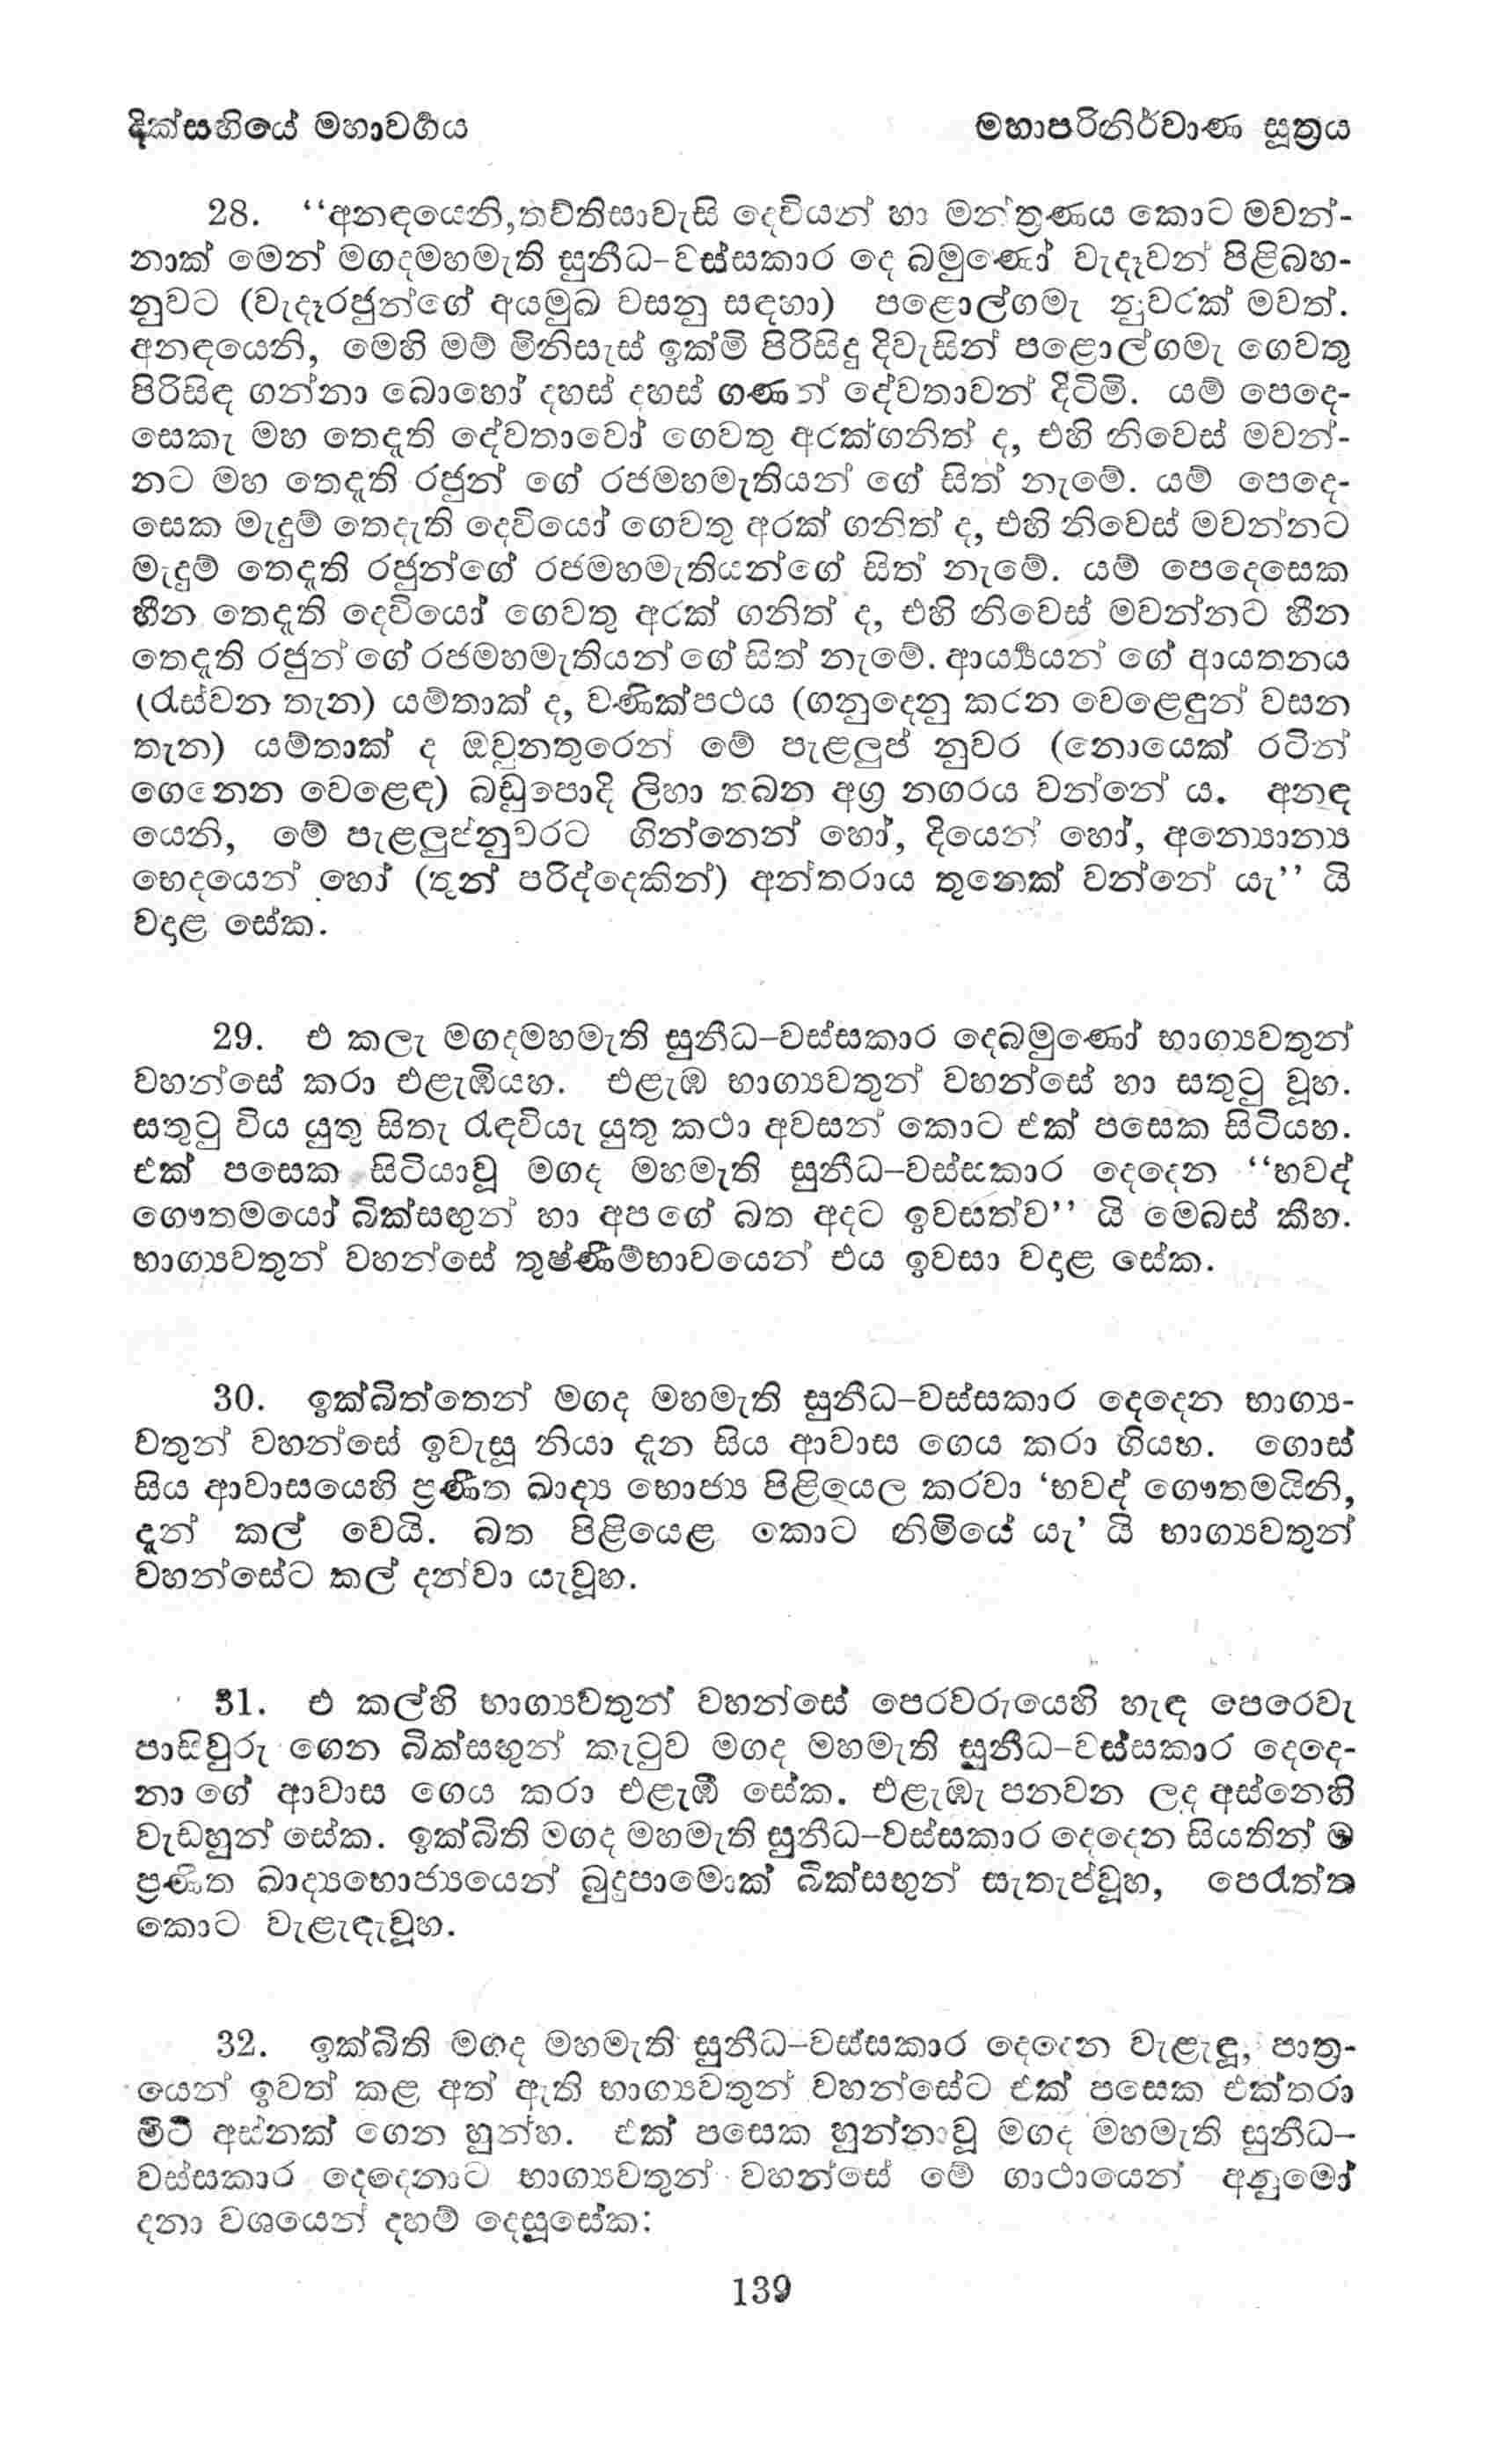 දික්සඟියේ මහාවර්‍ගය
මහාපරිනිර්වාණ සූත්‍රය
28. ‘‘අනඳයෙනි,තව්තිසාවැසි දෙවියන් හා මන්ත්‍රණය කොට මවන්-
නාක් මෙන් මගදමහමැති සුනීධ-වස්සකාර දෙ බමුණෝ වැදෑවන් පිළිබහ-
නුවට (වැදෑරජුන්ගේ අයමුඛ වසනු සඳහා) පළොල්ගමැ නුවරක් මවත්.
අනඳයෙනි, මෙහි මම් මිනිසැස් ඉක්මි පිරිසිදු දිවැසින් පළොල්ගමැ ගෙවතු
පිරිසිඳ ගන්නා බොහෝ දහස් දහස් ගණන් දේවතාවන් දිටිමි. යම් පෙදෙ-
සෙකැ මහ තෙදැති දේවතාවෝ ගෙවතු අරක්ගනිත් ද, එහි නිවෙස් මවන්-
නට මහ තෙදැති රජුන් ගේ රජමහමැතියන් ගේ සිත් නැමේ. යම් පෙදෙ-
සෙක මැදුම් තෙදැති දෙවියෝ ගෙවතු අරක් ගනිත් ද, එහි නිවෙස් මවන්නට
මැදුම් තෙදැති රජුන්ගේ රජමහමැතියන්ගේ සිත් නැමේ. යම් පෙදෙසෙක
හීන තෙදැති දෙවියෝ ගෙවතු අරක් ගනිත් ද, එහි නිවෙස් මවන්නට හීන
තෙදැති රජුන් ගේ රජමහමැතියන් ගේ සිත් නැමේ. ආර්‍ය්‍යයන් ගේ ආයතනය
(රැස්වන තැන) යම්තාක් ද, වණික්පථය (ගනුදෙනු කරන වෙළෙඳුන් වසන
තැන) යම්තාක් ද ඔවුනතුරෙන් මේ පැළලුප් නුවර (නොයෙක් රටින්
ගෙනෙන වෙළෙඳ) බඩුපොදි ලිහා තබන අග්‍ර නගරය වන්නේ ය. අනඳ
යෙනි, මේ පැළලුප්නුවරට ගින්නෙන් හෝ, දියෙන් හෝ, අන්‍යොන්‍ය
භෙදයෙන් හෝ (තුන් පරිද්දෙකින්) අන්තරාය තුනෙක් වන්නේ යැ’’ යි
වදාළ සේක.
29. එ කලැ මගදමහමැති සුනීධ-වස්සකාර දෙබමුණෝ භාග්‍යවතුන්
වහන්සේ කරා එළැඹියහ. එළැඹ භාග්‍යවතුන් වහන්සේ හා සතුටු වූහ.
සතුටු විය යුතු සිතැ රැඳවියැ යුතු කථා අවසන් කොට එක් පසෙක සිටියහ.
එක් පසෙක සිටියාවූ මගද මහමැති සුනීධ-වස්සකාර දෙදෙන ‘‘භවද්
ගෞතමයෝ බික්සඟුන් හා අප ගේ බත අදට ඉවසත්ව’’ යි මෙබස් කීහ.
භාග්‍යවතුන් වහන්සේ තුෂ්ණීම්භාවයෙන් එය ඉවසා වදාළ සේක.
30. ඉක්බිත්තෙන් මගද මහමැති සුනීධ-වස්සකාර දෙදෙන භාග්‍ය-
වතුන් වහන්සේ ඉවැසූ නියා දැන සිය ආවාස ගෙය කරා ගියහ. ගොස්
සිය ආවාසයෙහි ප්‍රණීත ඛාද්‍ය භොජ්‍ය පිළියෙල කරවා ‘භවද් ගෞතමයිනි,
දැන් කල් වෙයි. බත පිළියෙළ කොට නිමියේ යැ’ යි භාග්‍යවතුන්
වහන්සේට කල් දන්වා යැවූහ.
31. එ කල්හි භාග්‍යවතුන් වහන්සේ පෙරවරුයෙහි හැඳ පෙරෙවැ
පාසිවුරු ගෙන බික්සඟුන් කැටුව මගද මහමැති සුනීධ-වස්සකාර දෙදෙ-
නා ගේ ආවාස ගෙය කරා එළැඹි සේක. එළැඹැ පනවන ලද අස්නෙහි
වැඩහුන් සේක. ඉක්බිති මගද මහමැති සුනීධ-වස්සකාර දෙදෙන සියතින් ම
ප්‍රණීත ඛාද්‍යභොජ්‍යයෙන් බුදුපාමොක් බික්සඟුන් සැතැප්වූහ, පෙරැත්ත
කොට වැළැඳැවූහ.
32. ඉක්බිති මගද මහමැති සුනීධ-වස්සකාර දෙදෙන වැළැඳූ, පාත්‍ර-
යෙන් ඉවත් කළ අත් ඇති භාග්‍යවතුන් වහන්සේට එක් පසෙක එක්තරා
මිටි අස්නක් ගෙන හුන්හ. එක් පසෙක හුන්නාවූ මගද මහමැති සුනීධ-
වස්සකාර දෙදෙනාට භාග්‍යවතුන් වහන්සේ මේ ගාථායෙන් අනුමෝ
දනා වශයෙන් දහම් දෙසූසේක:
139